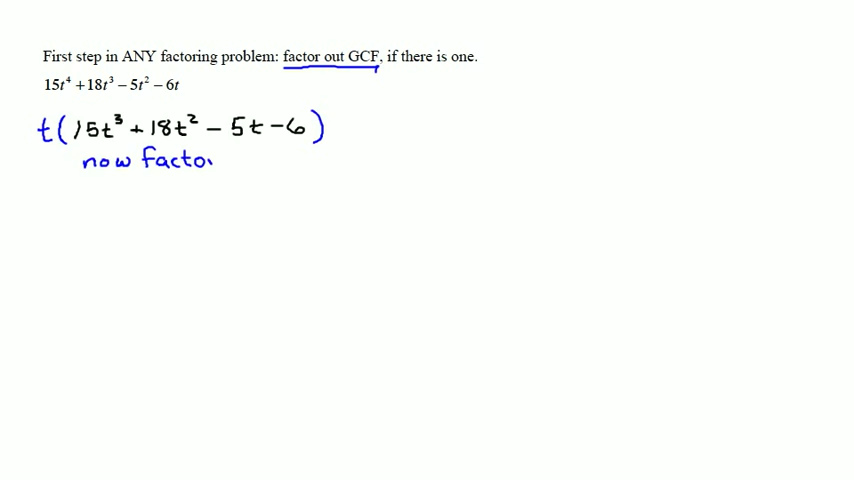 First step in ANY factoring problem: factor out GCF, if there is one.
15t⁴ + 18t³ − 5t² − 6t
t(15t³ + 18t² − 5t − 6)
now facto